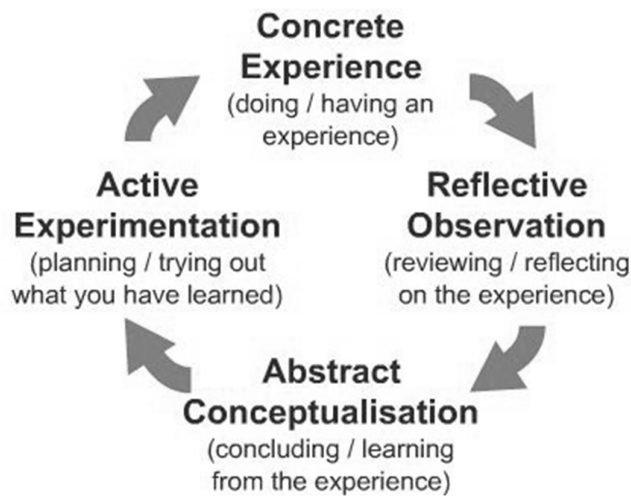 Concrete
Experience
(doing / having an
experience)
Reflective
Observation
(reviewing / reflecting
on the experience)
Abstract
Conceptualisation
(concluding / learning
from the experience)
Active
Experimentation
(planning / trying out
what you have learned)